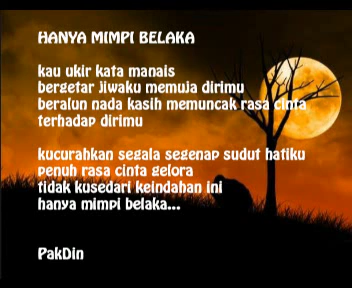 HANYA MIMPI BELAKA
kau ukir kata manais
bergetar jiwaku memuja dirimu
beralun nada kasih memuncak rasa cinta
terhadap dirimu
kucurahkan segala segenap sudut hatiku
penuh rasa cinta gelora
tidak kusedari keindahan ini
hanya mimpi belaka...
PakDin